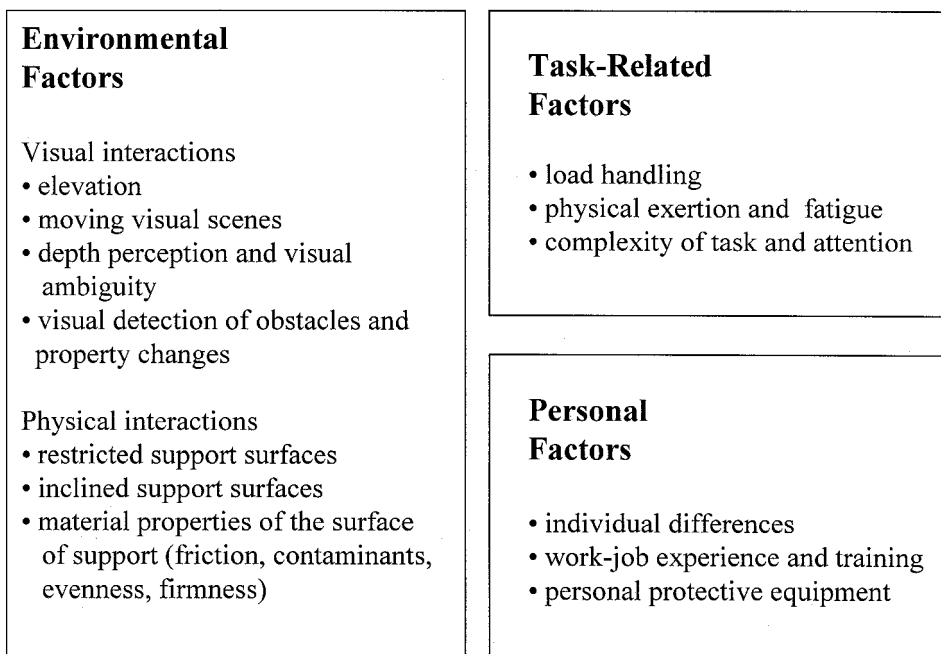 Environmental
Factors
Visual interactions
• elevation
• moving visual scenes
• depth perception and visual
ambiguity
• visual detection of obstacles and
property changes
Physical interactions
• restricted support surfaces
• inclined support surfaces
• material properties of the surface
of support (friction, contaminants,
evenness, firmness)
Task-Related
Factors
• load handling
• physical exertion and fatigue
• complexity of task and attention
Personal
Factors
• individual differences
• work-job experience and training
• personal protective equipment